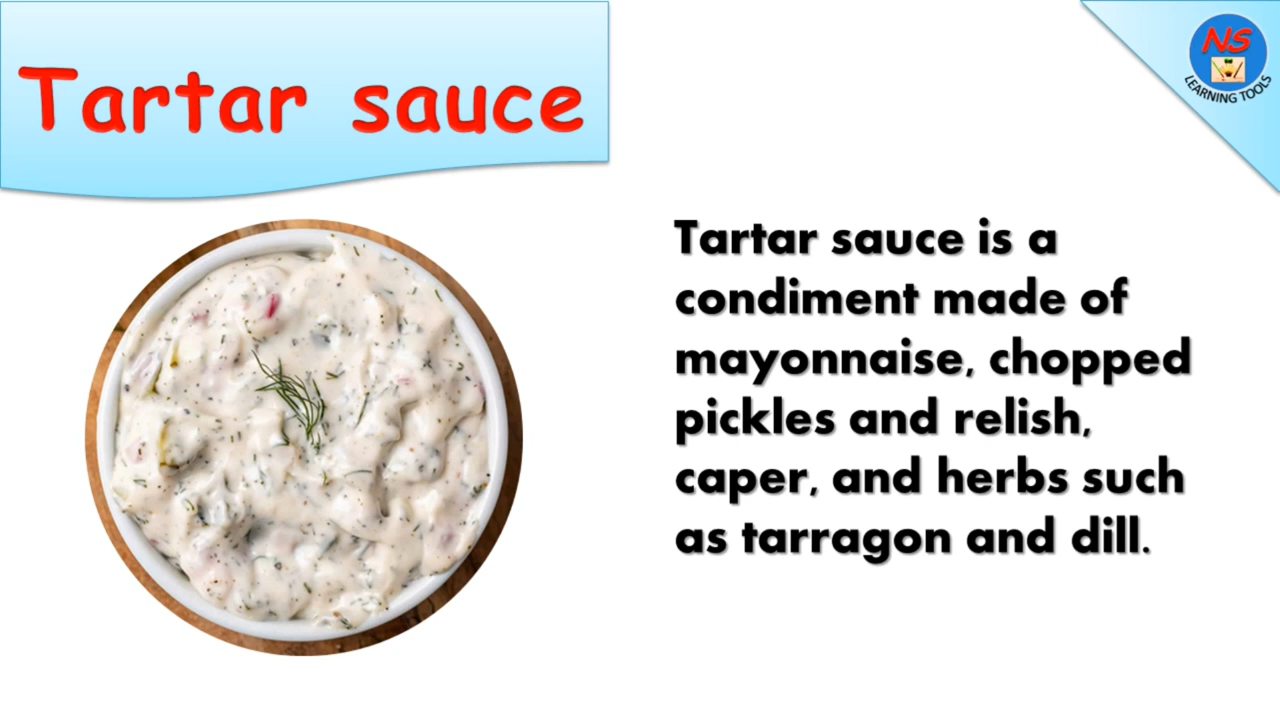 Tartar sauce
NS
LEARNING TOOLS
Tartar sauce is a
condiment made of
mayonnaise, chopped
pickles and relish,
caper, and herbs such
as tarragon and dill.